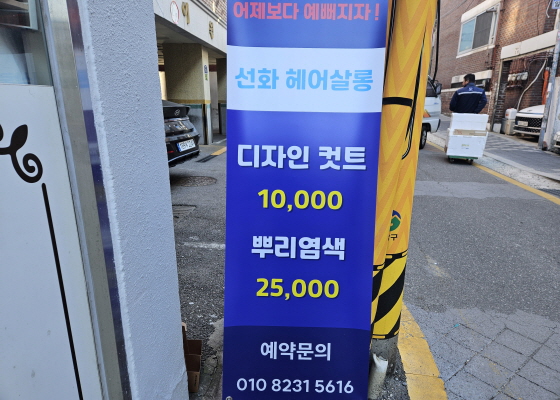 어제보다 예뻐지자!
선화 헤어살롱
디자인 컷트
10,000
뿌리염색
25,000
예약문의
010 8231 5616
구